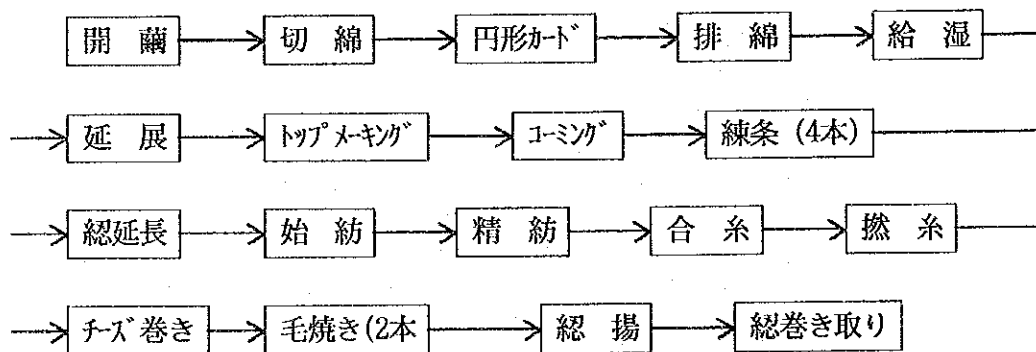 開繭 → 切綿 → 円形カード → 排綿 → 給湿
→ 延展 → トップメーキング → コーミング → 練条 (4本)
→ 綛延長 → 始紡 → 精紡 → 合糸 → 撚糸
→ チーズ巻き → 毛焼き(2本 → 綛揚 → 綛巻き取り